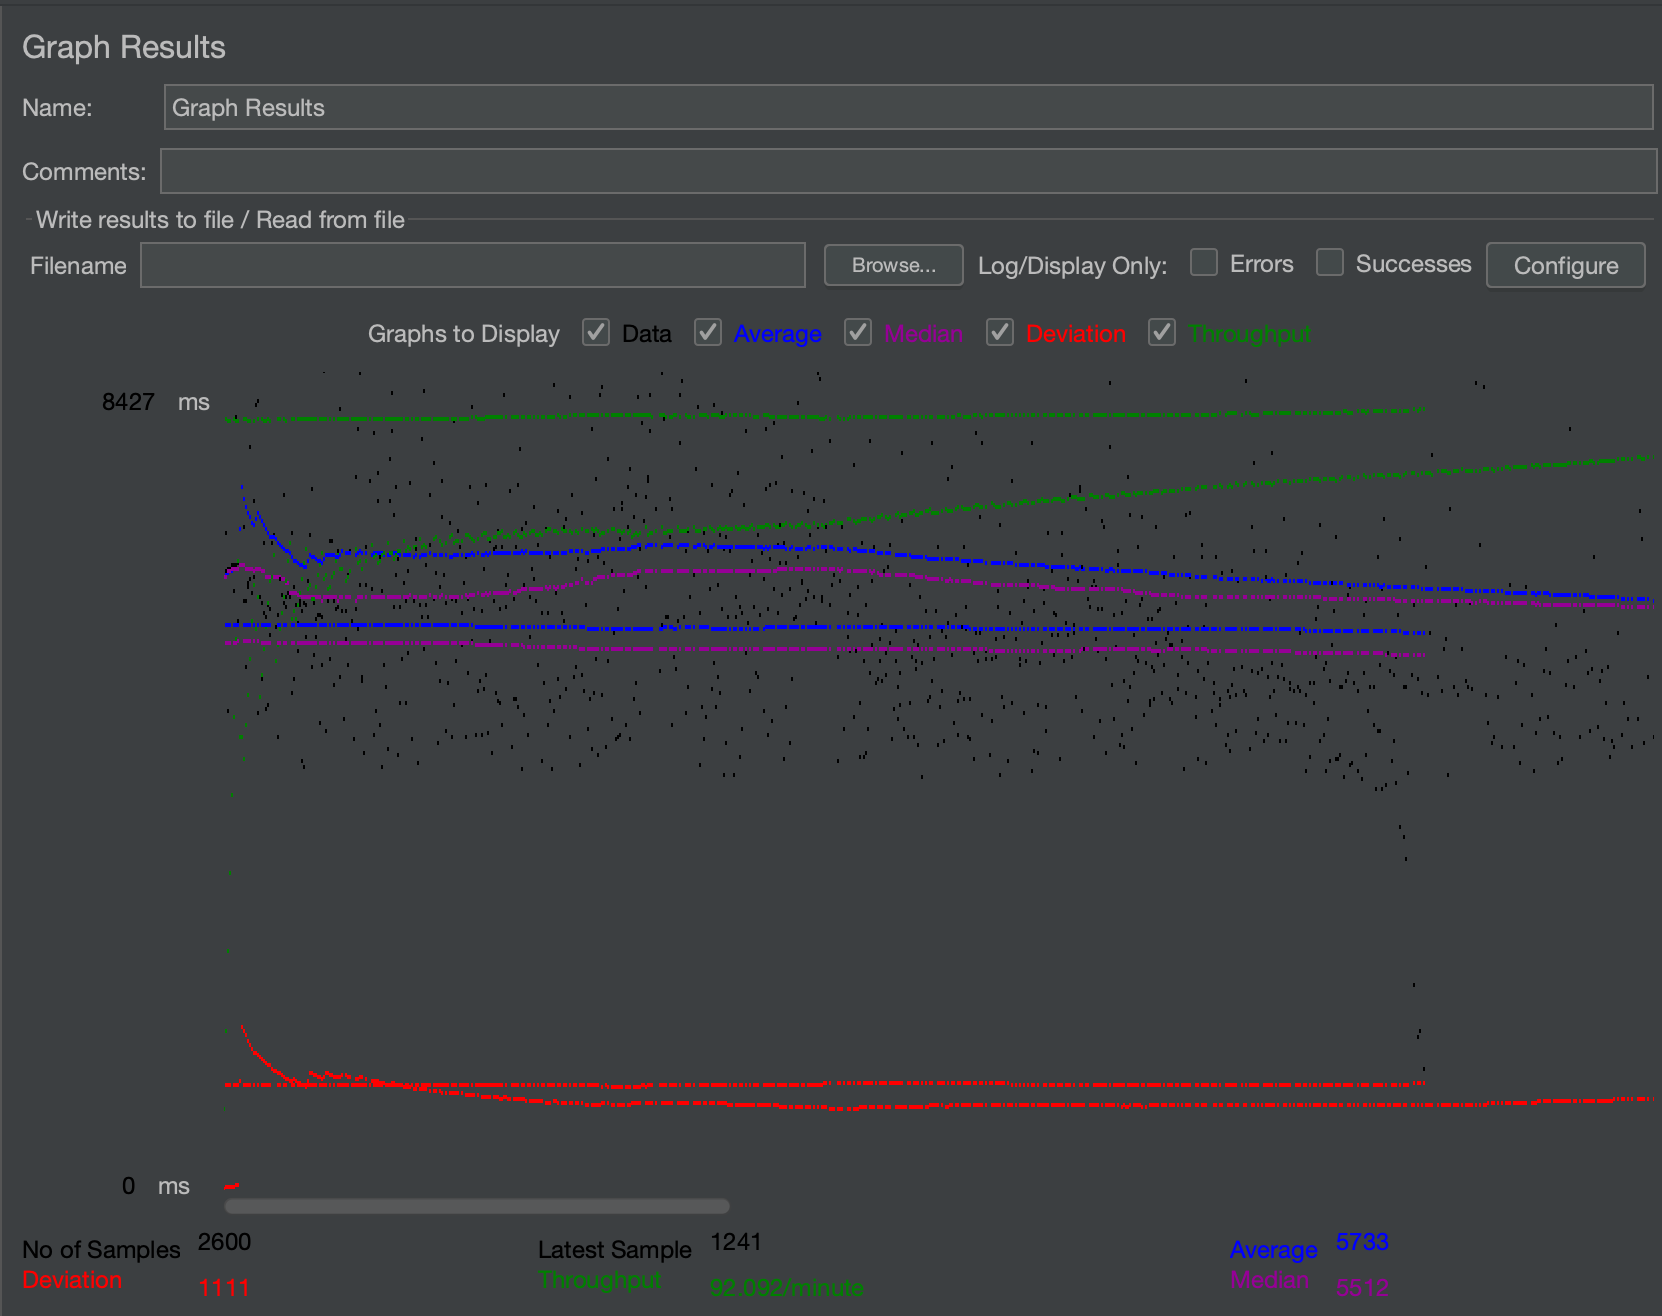 Graph Results
Name: Graph Results
Comments:
Write results to file / Read from file
Filename Browse... Log/Display Only: Errors Successes Configure
Graphs to Display Data Average Median Deviation Throughput
8427 ms
0 ms
No of Samples 2600 Latest Sample 1241 Average 5733
Deviation 1111 Throughput 92.092/minute Median 5512